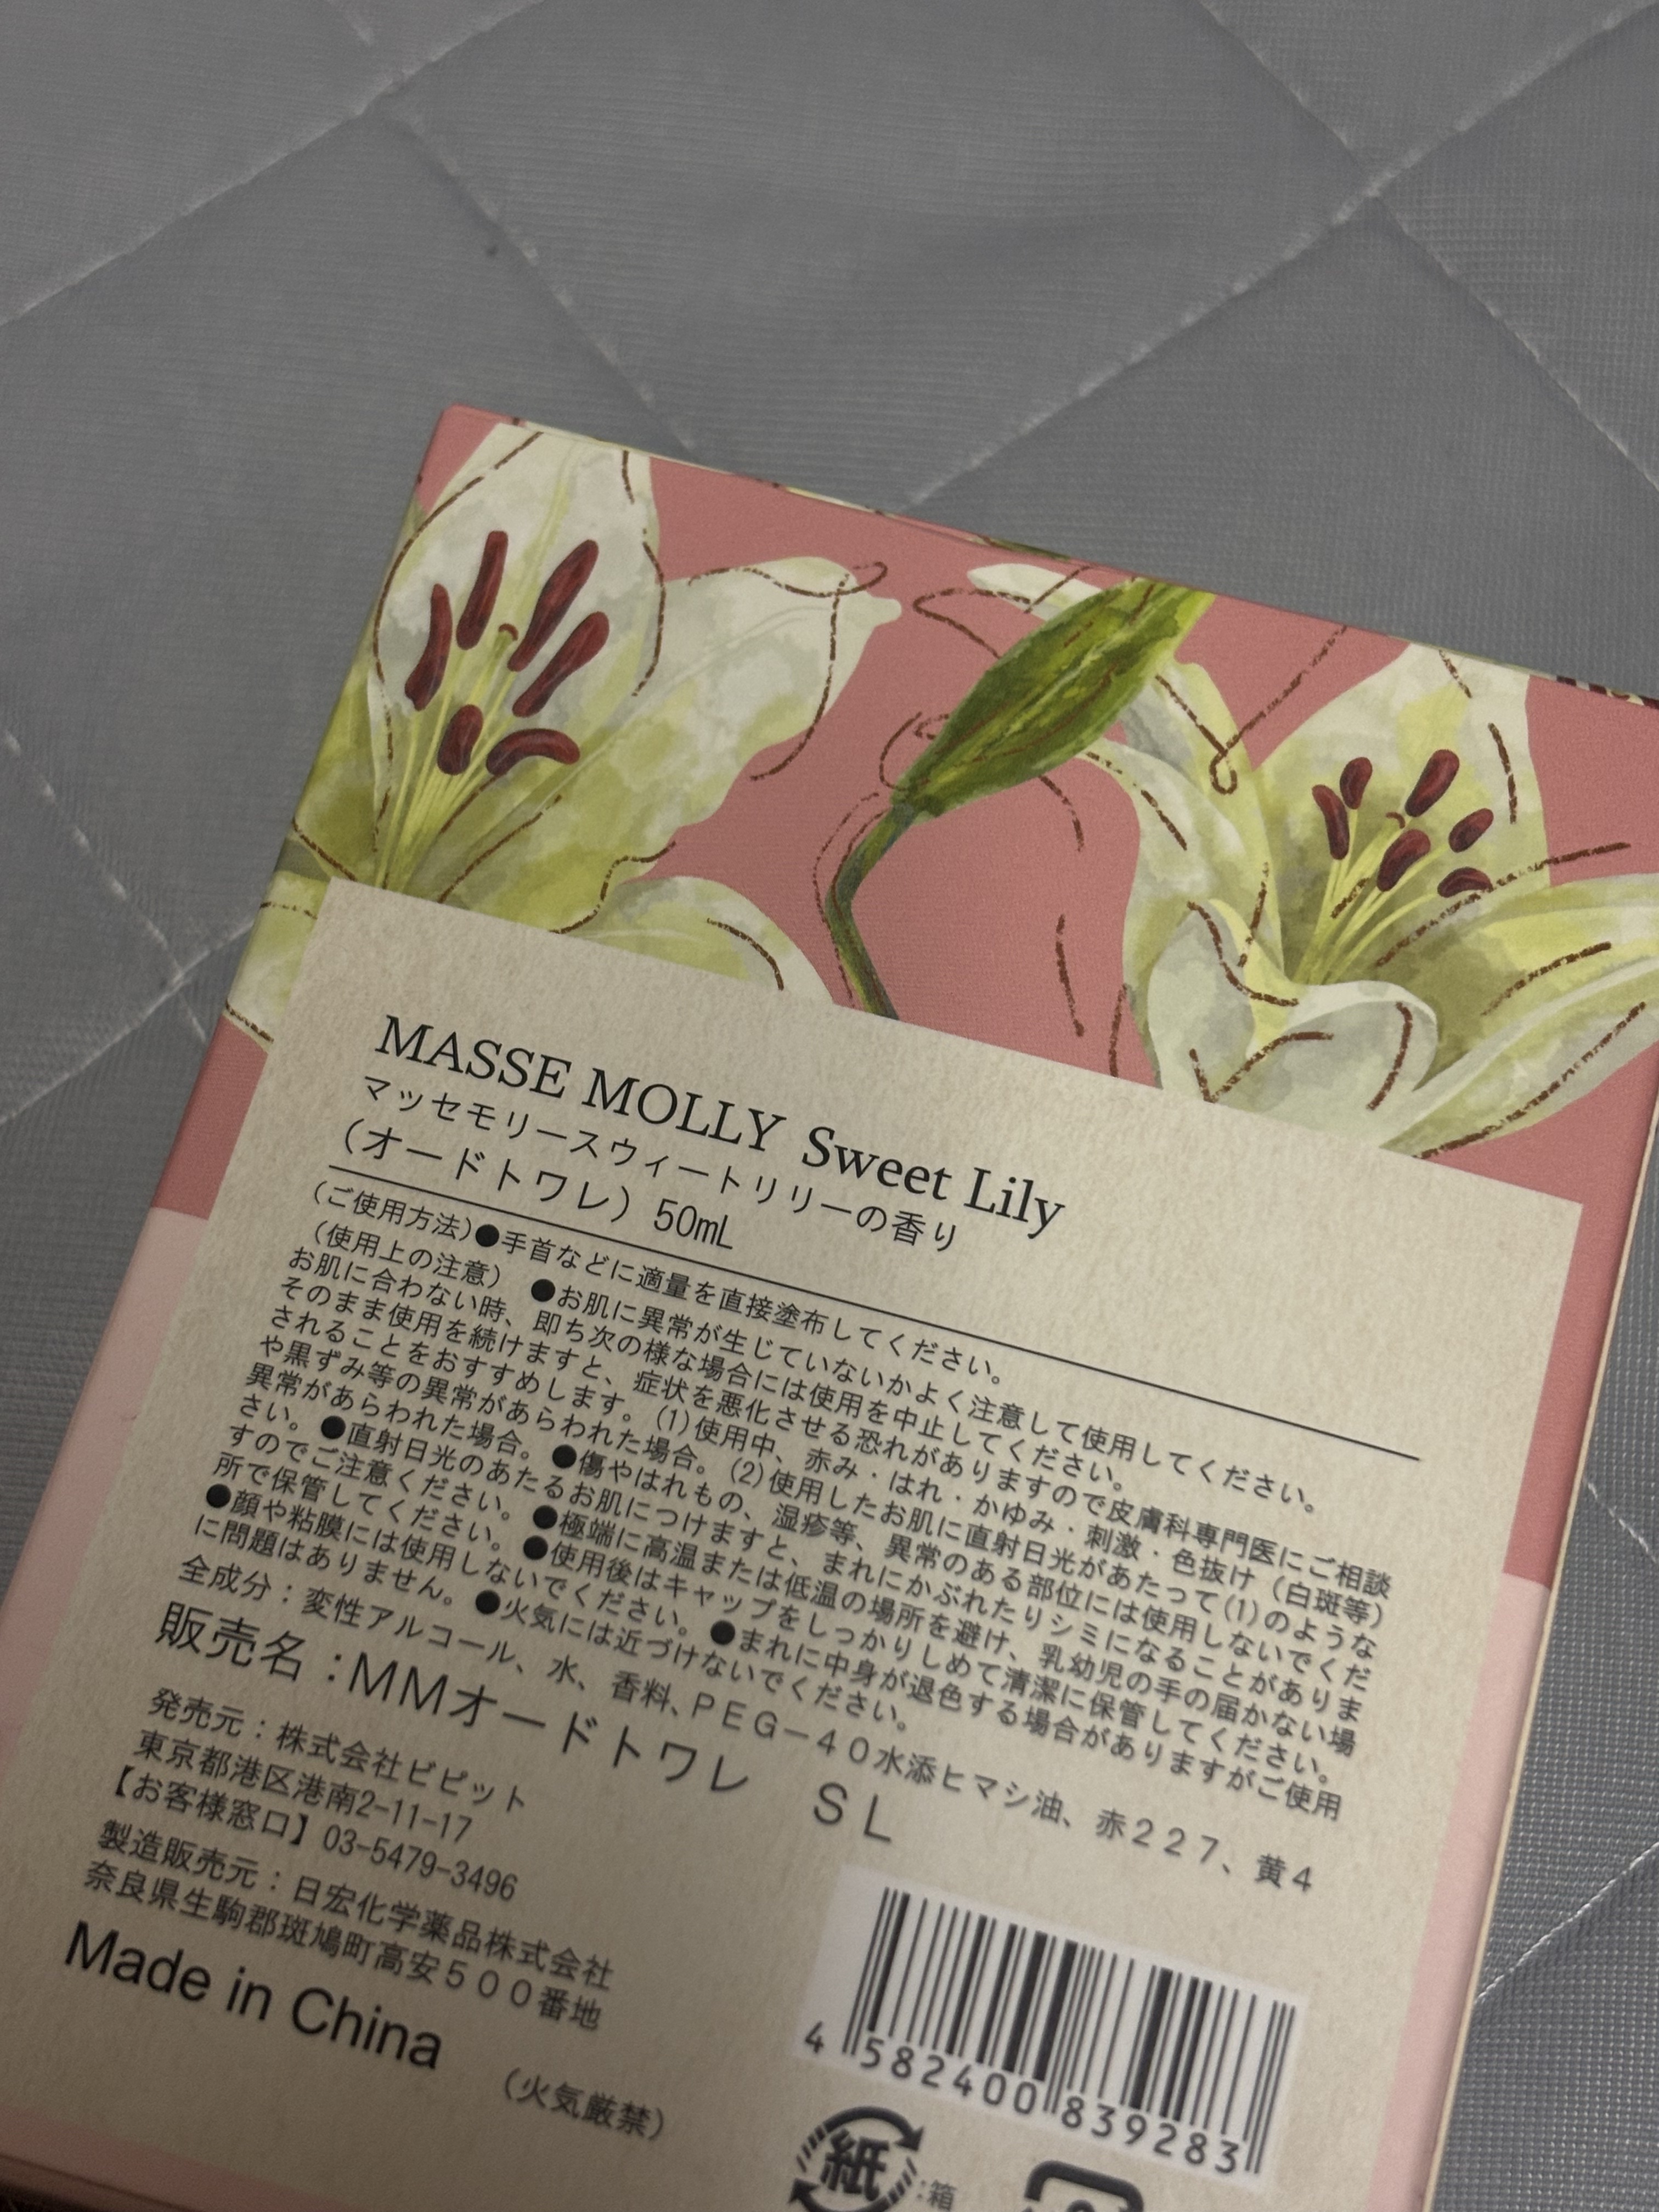 MASSE MOLLY Sweet Lily
マッセモリースウィートリリーの香り
(オードトワレ) 50mL
(ご使用方法)●手首などに適量を直接塗布してください。
(使用上の注意) ●お肌に異常が生じていないかよく注意して使用してください。
お肌に合わない時、即ち次の様な場合には使用を中止してください。
そのまま使用を続けますと、症状を悪化させる恐れがありますので皮膚科専門医にご相談
されることをおすすめします。(1)使用中、赤み・はれ・かゆみ・刺激・色抜け(白斑等)
や黒ずみ等の異常があらわれた場合。(2)使用したお肌に直射日光があたって(1)のような
異常があらわれた場合。●傷やはれもの、湿疹等、異常のある部位には使用しないでくだ
さい。●直射日光のあたるお肌につけますと、まれにかぶれたりシミになることがありま
すのでご注意ください。●極端に高温または低温の場所を避け、乳幼児の手の届かない場
所で保管してください。●使用後はキャップをしっかりしめて清潔に保管してください。
●顔や粘膜には使用しないでください。●まれに中身が退色する場合がありますがご使用
に問題はありません。●火気には近づけないでください。
全成分:変性アルコール、水、香料、PEG-40水添ヒマシ油、赤227、黄4
販売名:MMオードトワレ SL
発売元:株式会社ビビット
東京都港区港南2-11-17
【お客様窓口】03-5479-3496
製造販売元:日宏化学薬品株式会社
奈良県生駒郡斑鳩町高安500番地
Made in China
(火気厳禁)
4 582400 839283
紙 :箱